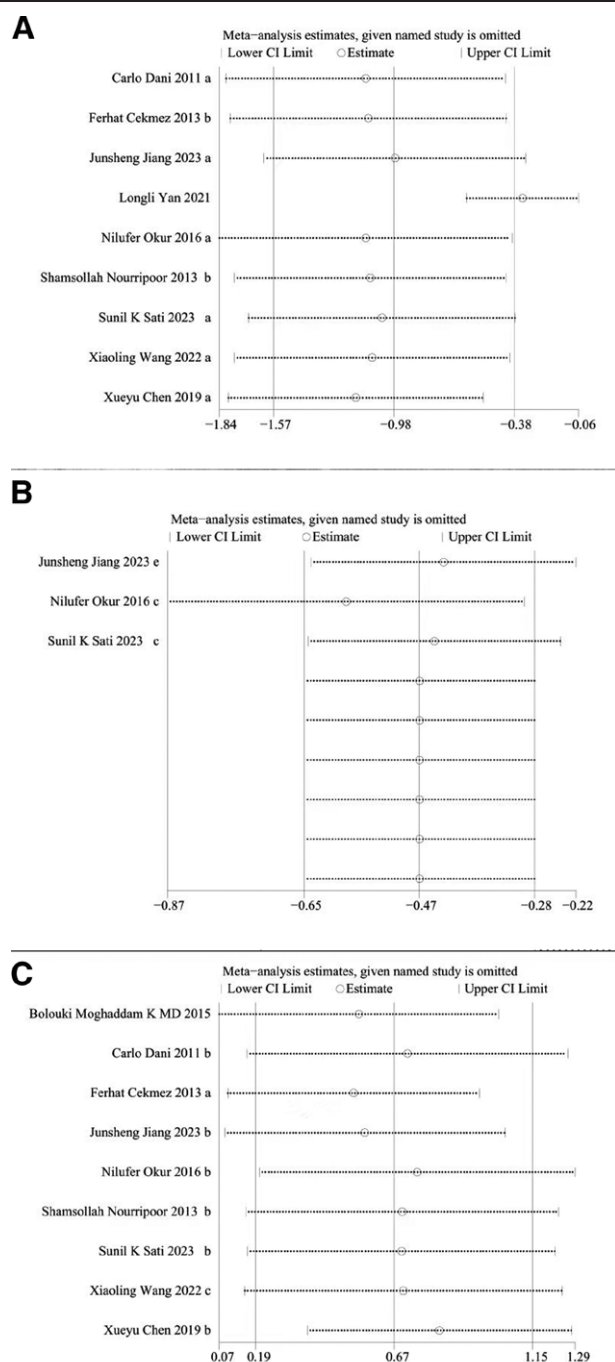 A
Meta-analysis estimates, given named study is omitted
| Lower CI Limit ○Estimate | Upper CI Limit
Carlo Dani 2011 a
Ferhat Cekmez 2013 b
Junsheng Jiang 2023 a
Longli Yan 2021
Nilufer Okur 2016 a
Shamsollah Nourripoor 2013 b
Sunil K Sati 2023 a
Xiaoling Wang 2022 a
Xueyu Chen 2019 a
−1.84 −1.57 −0.98 −0.38 −0.06
B
Meta-analysis estimates, given named study is omitted
| Lower CI Limit ○Estimate | Upper CI Limit
Junsheng Jiang 2023 e
Nilufer Okur 2016 c
Sunil K Sati 2023 c
−0.87 −0.65 −0.47 −0.28 −0.22
C
Meta-analysis estimates, given named study is omitted
| Lower CI Limit ○Estimate | Upper CI Limit
Bolouki Moghaddam K MD 2015
Carlo Dani 2011 b
Ferhat Cekmez 2013 a
Junsheng Jiang 2023 b
Nilufer Okur 2016 b
Shamsollah Nourripoor 2013 b
Sunil K Sati 2023 b
Xiaoling Wang 2022 c
Xueyu Chen 2019 b
0.07 0.19 0.67 1.15 1.29